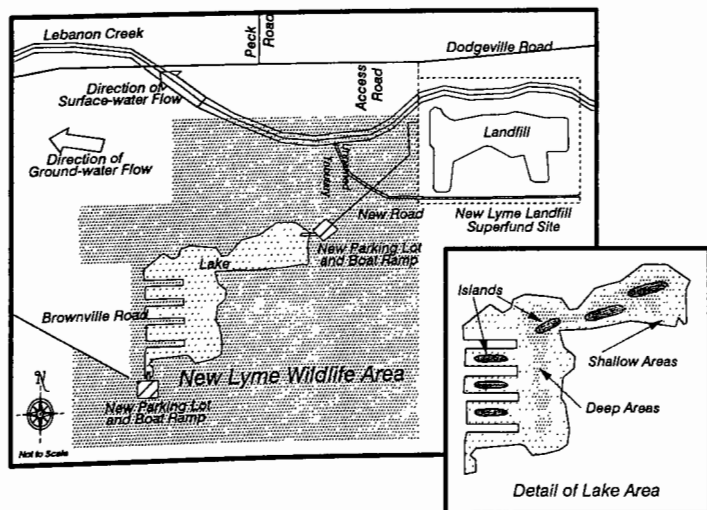 Lebanon Creek
Peck
Road
Dodgeville Road
Direction of
Surface-water Flow
Access
Road
Landfill
Direction of
Ground-water Flow
Unnamed
Tributary
New Road
New Lyme Landfill
Superfund Site
New Parking Lot
and Boat Ramp
Lake
Brownville Road
New Lyme Wildlife Area
New Parking Lot
and Boat Ramp
N
Not to Scale
Islands
Shallow Areas
Deep Areas
Detail of Lake Area